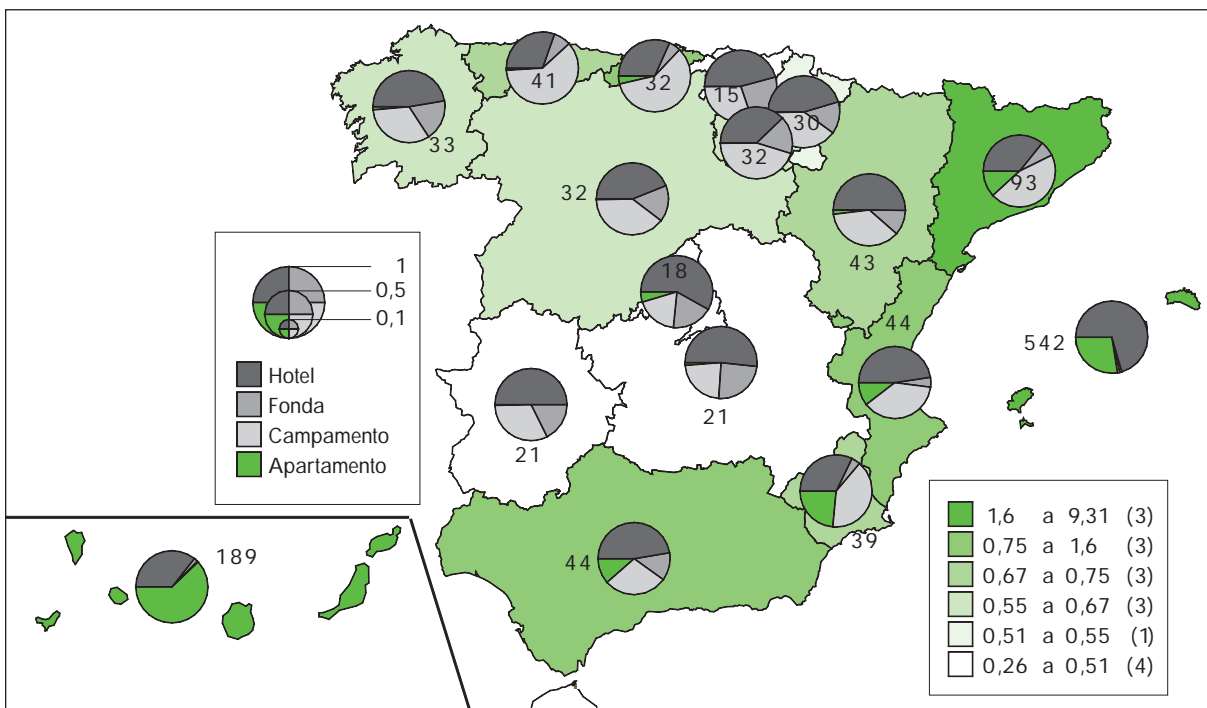 41
32
15
30
33
32
93
32
43
18
44
542
21
21
44
39
189
1
0,5
0,1
Hotel
Fonda
Campamento
Apartamento
1,6 a 9,31 (3)
0,75 a 1,6 (3)
0,67 a 0,75 (3)
0,55 a 0,67 (3)
0,51 a 0,55 (1)
0,26 a 0,51 (4)